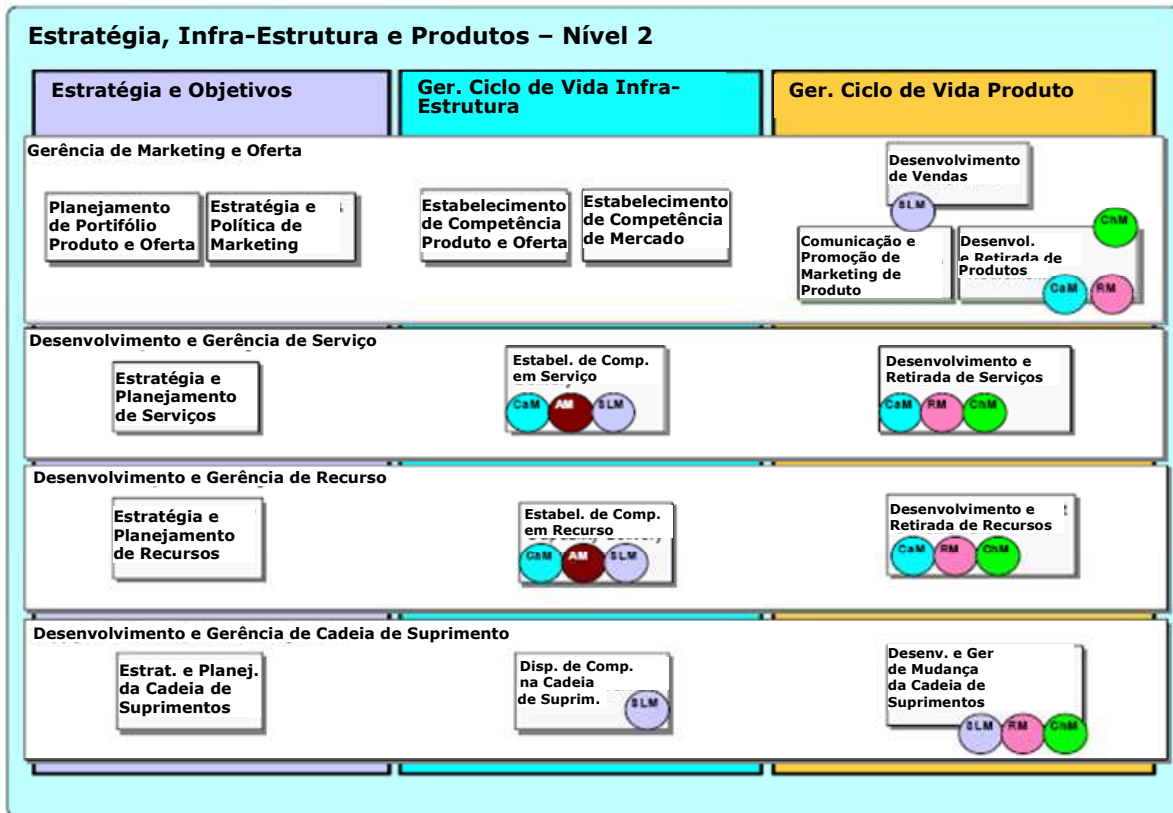 Estratégia, Infra-Estrutura e Produtos – Nível 2
Estratégia e Objetivos
Ger. Ciclo de Vida Infra-
Estrutura
Ger. Ciclo de Vida Produto
Gerência de Marketing e Oferta
Planejamento
de Portifólio
Produto e Oferta
Estratégia e
Política de
Marketing
Estabelecimento
de Competência
Produto e Oferta
Estabelecimento
de Competência
de Mercado
Desenvolvimento
de Vendas
SLM
Comunicação e
Promoção de
Marketing de
Produto
ChM
Desenvol.
e Retirada de
Produtos
CaM
RM
Desenvolvimento e Gerência de Serviço
Estratégia e
Planejamento
de Serviços
Estabel. de Comp.
em Serviço
CaM
AM
SLM
Desenvolvimento e
Retirada de Serviços
CaM
RM
ChM
Desenvolvimento e Gerência de Recurso
Estratégia e
Planejamento
de Recursos
Estabel. de Comp.
em Recurso
CaM
AM
SLM
Desenvolvimento e
Retirada de Recursos
CaM
RM
ChM
Desenvolvimento e Gerência de Cadeia de Suprimento
Estrat. e Planej.
da Cadeia de
Suprimentos
Disp. de Comp.
na Cadeia
de Suprim.
SLM
Desenv. e Ger
de Mudança
da Cadeia de
Suprimentos
SLM
RM
ChM